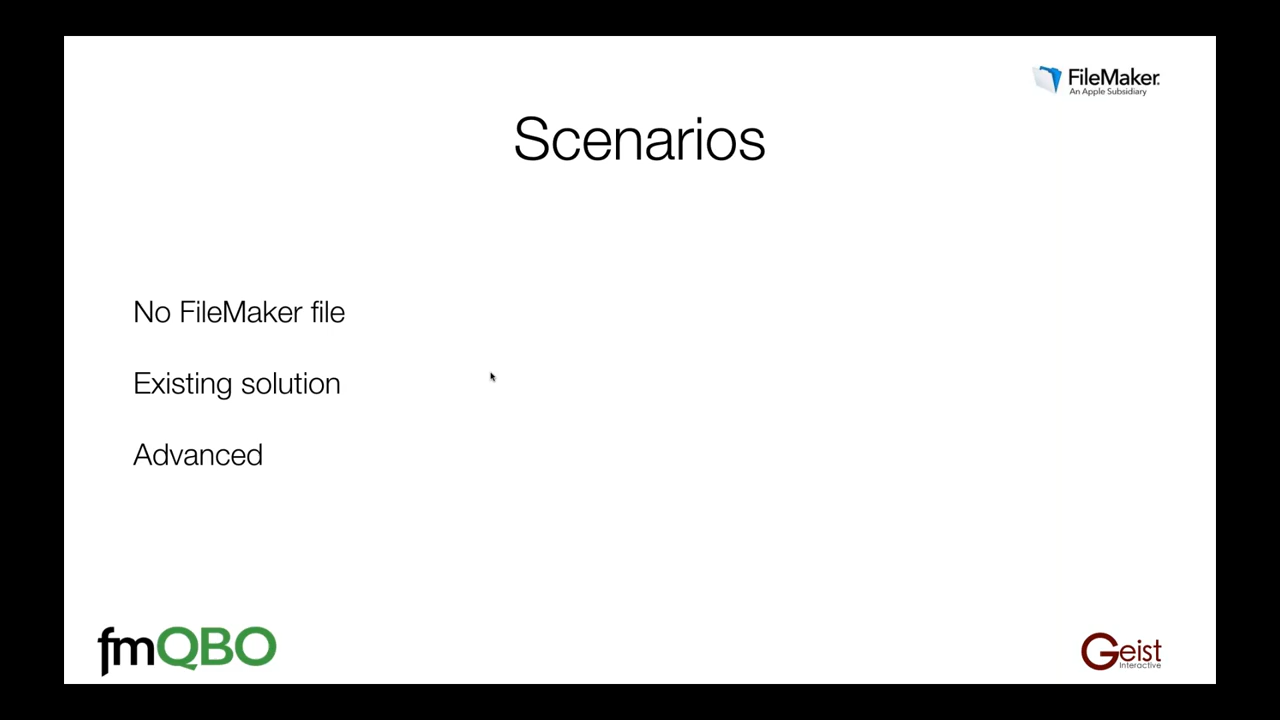 FileMaker.
An Apple Subsidiary
Scenarios
No FileMaker file
Existing solution
Advanced
fmQBO
Geist
Interactive